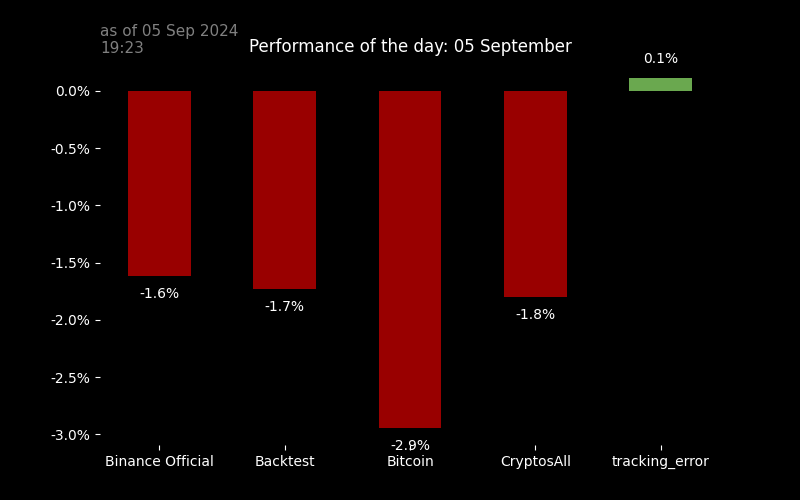 as of 05 Sep 2024
19:23
Performance of the day: 05 September
0.1%
0.0%
-0.5%
-1.0%
-1.5%
-2.0%
-2.5%
-3.0%
-1.6%
-1.7%
-2.9%
-1.8%
Binance Official
Backtest
Bitcoin
CryptosAll
tracking_error